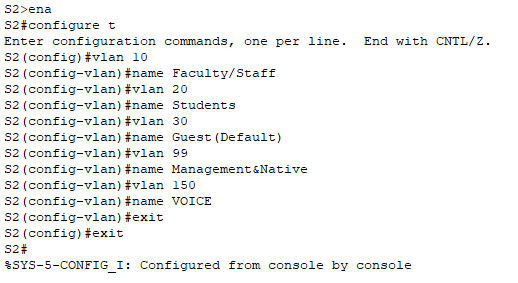 S2>ena
S2#configure t
Enter configuration commands, one per line.  End with CNTL/Z.
S2(config)#vlan 10
S2(config-vlan)#name Faculty/Staff
S2(config-vlan)#vlan 20
S2(config-vlan)#name Students
S2(config-vlan)#vlan 30
S2(config-vlan)#name Guest(Default)
S2(config-vlan)#vlan 99
S2(config-vlan)#name Management&Native
S2(config-vlan)#vlan 150
S2(config-vlan)#name VOICE
S2(config-vlan)#exit
S2(config)#exit
S2#
%SYS-5-CONFIG_I: Configured from console by console